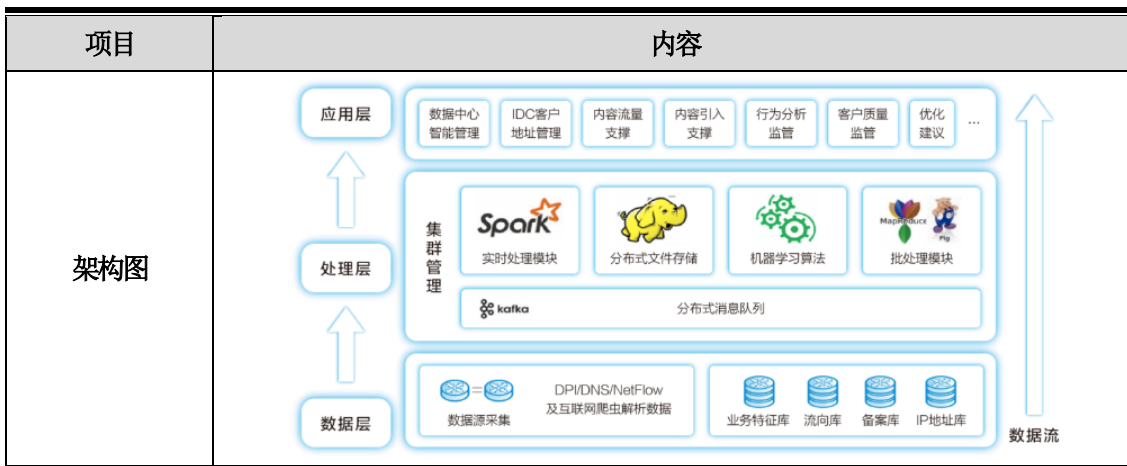 项目
内容
架构图
应用层
数据中心
智能管理
IDC客户
地址管理
内容流量
支撑
内容引入
支撑
行为分析
监管
客户质量
监管
优化
建议
...
处理层
集群管理
Spark
实时处理模块
分布式文件存储
机器学习算法
MapReduce
Pig
批处理模块
kafka
分布式消息队列
数据层
数据源采集
DPI/DNS/NetFlow
及互联网爬虫解析数据
业务特征库
流向库
备案库
IP地址库
数据流